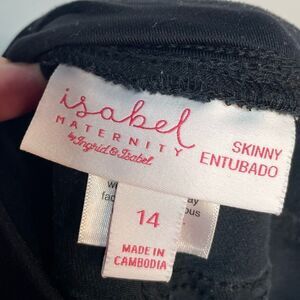 isabel
MATERNITY
by Ingrid & Isabel
SKINNY
ENTUBADO
14
MADE IN
CAMBODIA